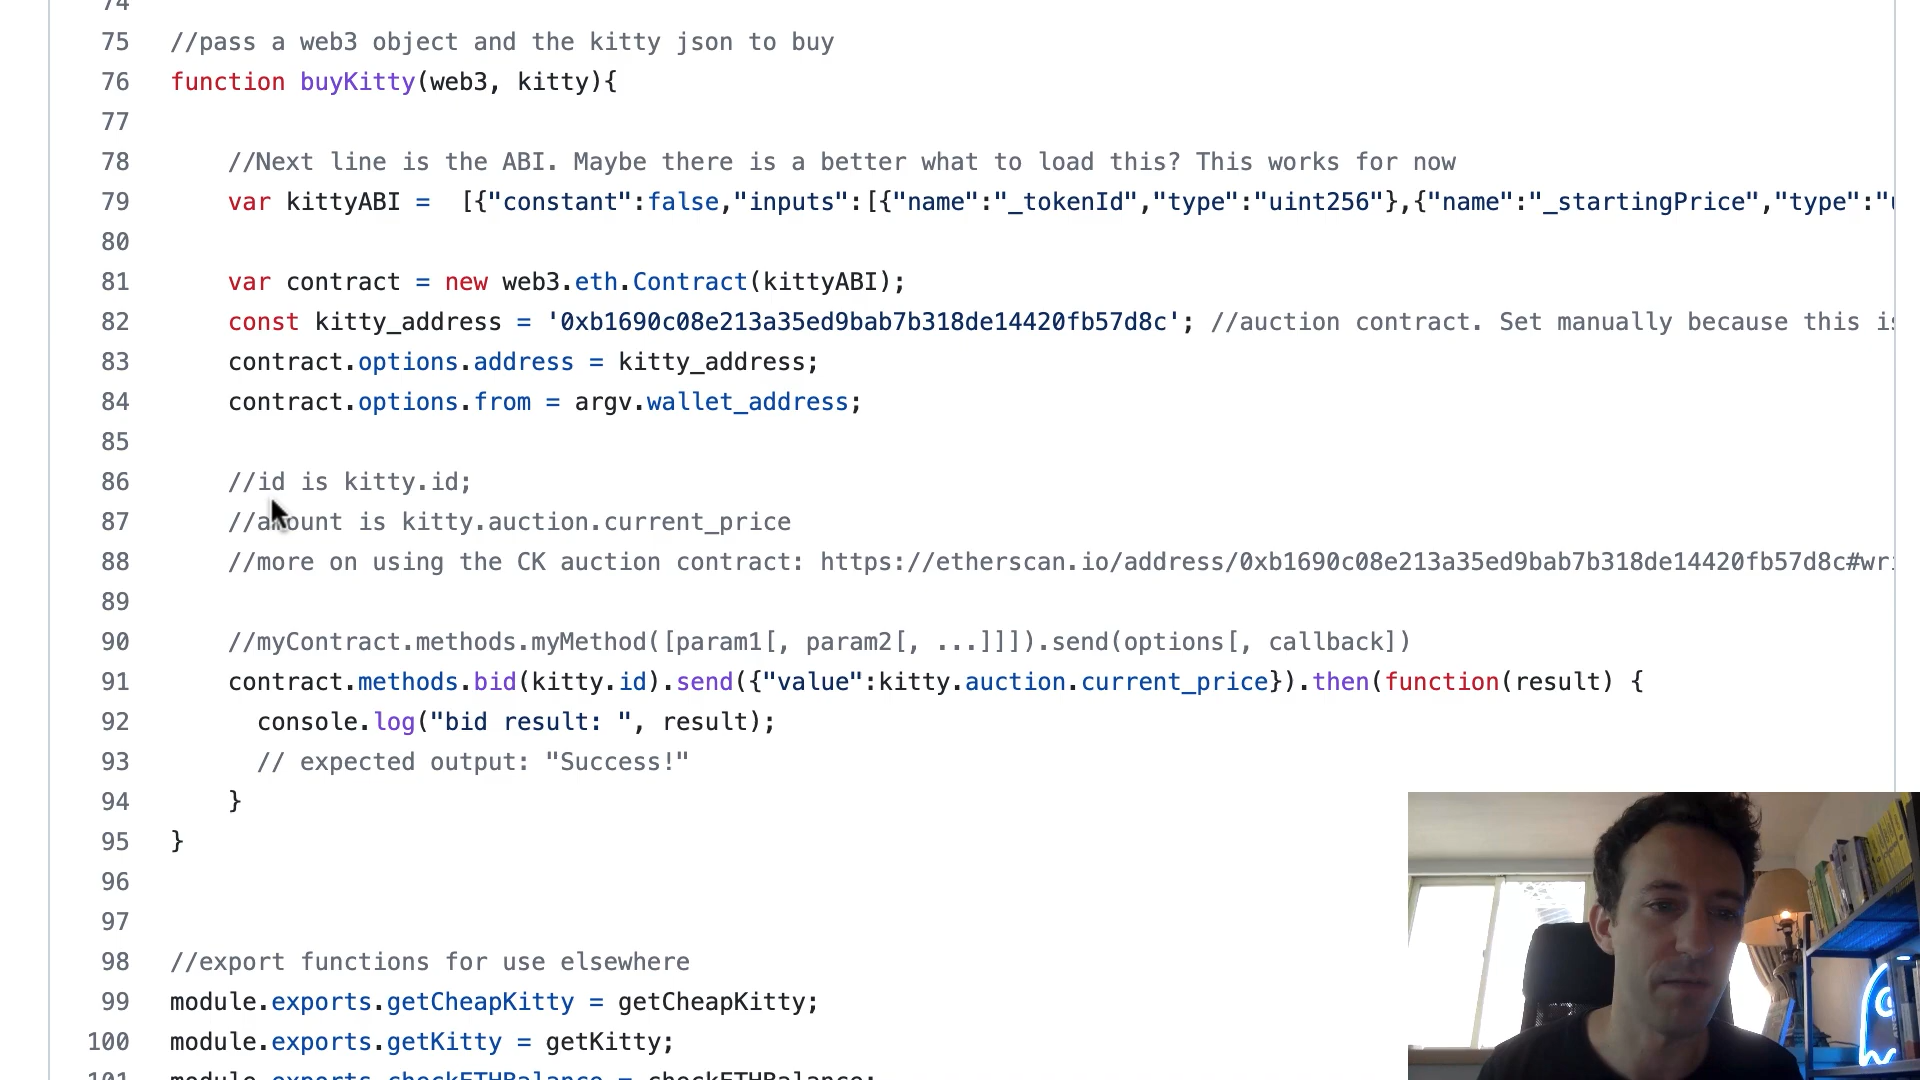 74
75 //pass a web3 object and the kitty json to buy
76 function buyKitty(web3, kitty){
77
78 //Next line is the ABI. Maybe there is a better what to load this? This works for now
79 var kittyABI =  [{"constant":false,"inputs":[{"name":"_tokenId","type":"uint256"},{"name":"_startingPrice","type":"u
80
81 var contract = new web3.eth.Contract(kittyABI);
82 const kitty_address = '0xb1690c08e213a35ed9bab7b318de14420fb57d8c'; //auction contract. Set manually because this is
83 contract.options.address = kitty_address;
84 contract.options.from = argv.wallet_address;
85
86 //id is kitty.id;
87 //amount is kitty.auction.current_price
88 //more on using the CK auction contract: https://etherscan.io/address/0xb1690c08e213a35ed9bab7b318de14420fb57d8c#wri
89
90 //myContract.methods.myMethod([param1[, param2[, ...]]]).send(options[, callback])
91 contract.methods.bid(kitty.id).send({"value":kitty.auction.current_price}).then(function(result) {
92 console.log("bid result: ", result);
93 // expected output: "Success!"
94 }
95 }
96
97
98 //export functions for use elsewhere
99 module.exports.getCheapKitty = getCheapKitty;
100 module.exports.getKitty = getKitty;
101 module.exports.checkETHBalance = checkETHBalance;